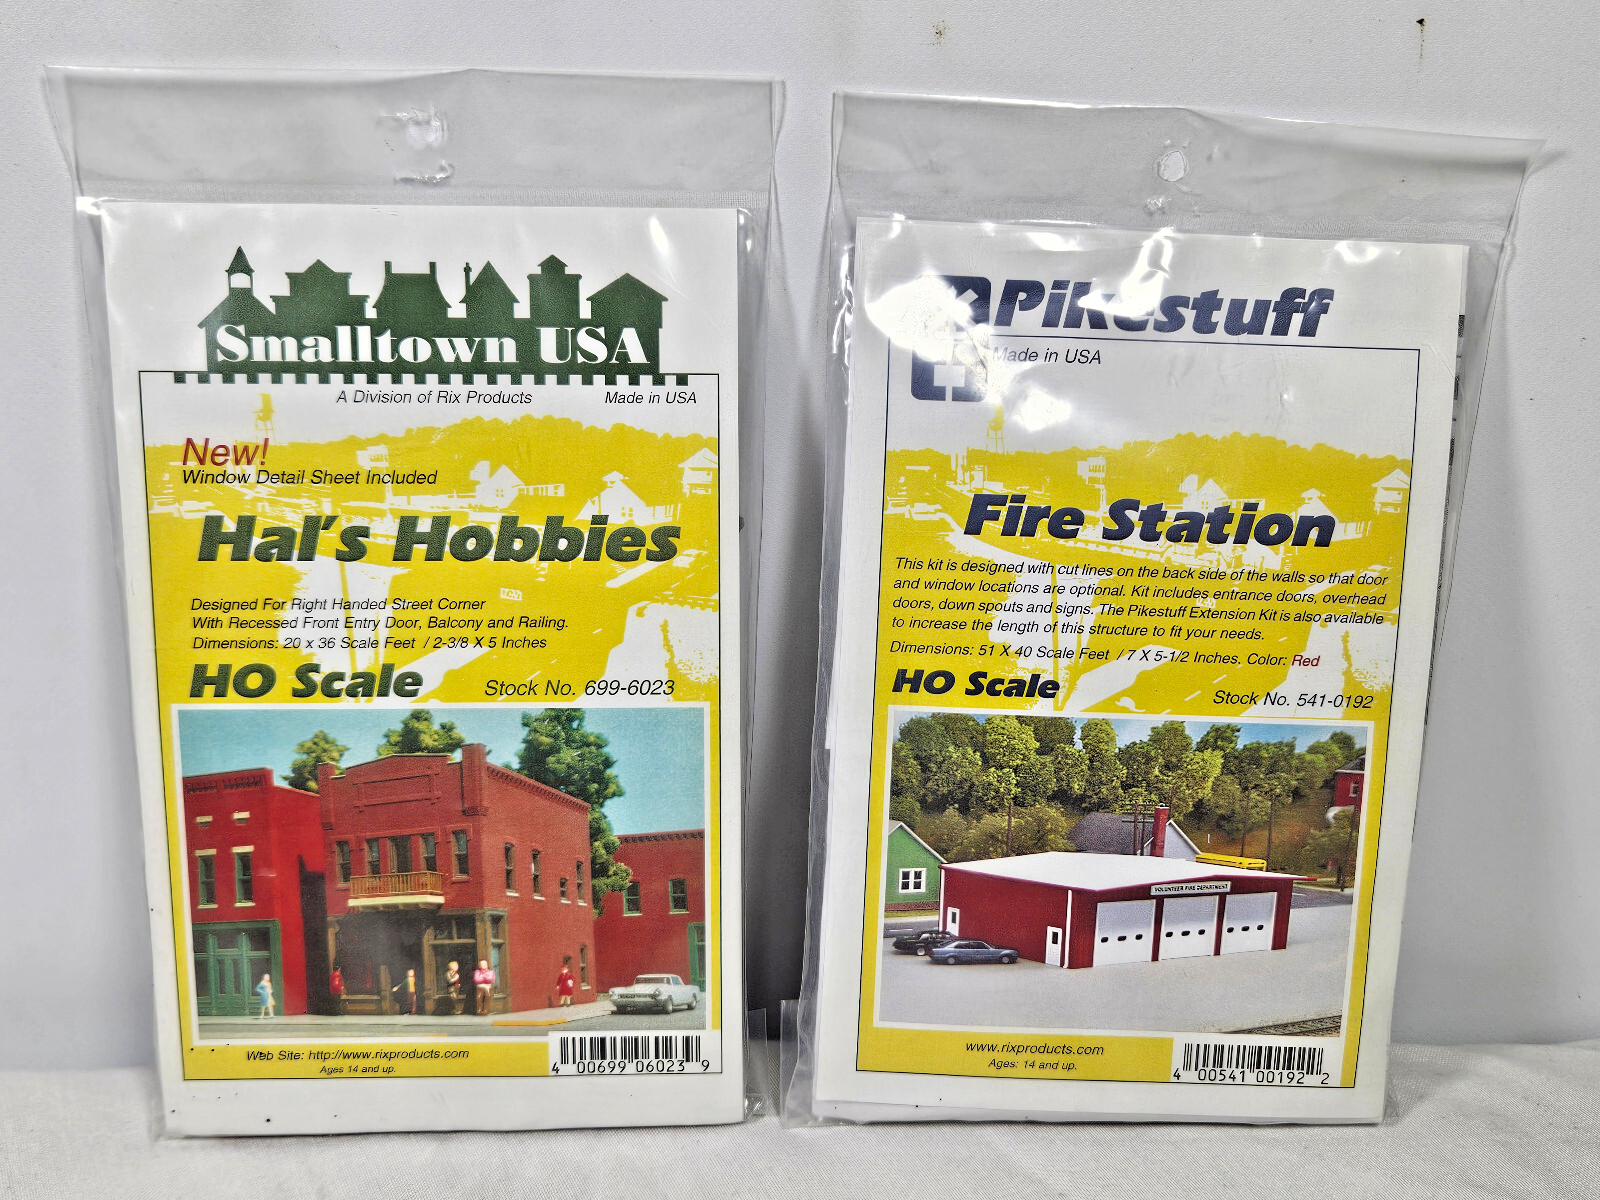 Smalltown USA
A Division of Rix Products
Made in USA
New!
Window Detail Sheet Included
Hal's Hobbies
Designed For Right Handed Street Corner
With Recessed Front Entry Door, Balcony and Railing.
Dimensions: 20 x 36 Scale Feet / 2-3/8 X 5 Inches
HO Scale
Stock No. 699-6023
Web Site: http://www.rixproducts.com
Ages 14 and up.
4 00699 06023 9
Pikestuff
Made in USA
Fire Station
This kit is designed with cut lines on the back side of the walls so that door
and window locations are optional. Kit includes entrance doors, overhead
doors, down spouts and signs. The Pikestuff Extension Kit is also available
to increase the length of this structure to fit your needs.
Dimensions: 51 X 40 Scale Feet / 7 X 5-1/2 Inches. Color: Red
HO Scale
Stock No. 541-0192
VOLUNTEER FIRE DEPARTMENT
www.rixproducts.com
Ages: 14 and up.
4 00541 00192 2